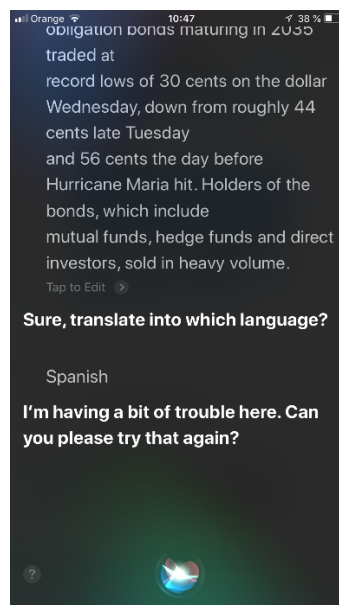 Orange 10:47 38 %
obligation bonds maturing in 2035
traded at
record lows of 30 cents on the dollar
Wednesday, down from roughly 44
cents late Tuesday
and 56 cents the day before
Hurricane Maria hit. Holders of the
bonds, which include
mutual funds, hedge funds and direct
investors, sold in heavy volume.
Tap to Edit
Sure, translate into which language?
Spanish
I'm having a bit of trouble here. Can
you please try that again?
?